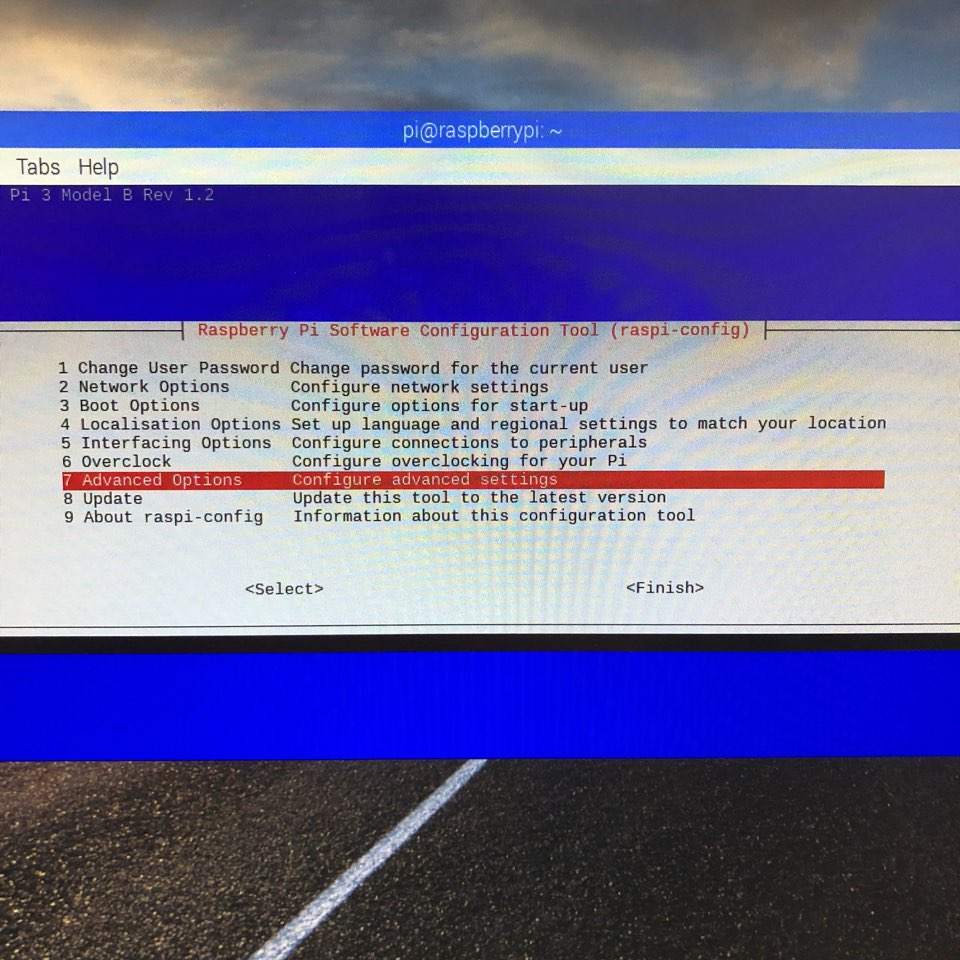 pi@raspberrypi: ~
Tabs Help
Pi 3 Model B Rev 1.2
Raspberry Pi Software Configuration Tool (raspi-config)
1 Change User Password Change password for the current user
2 Network Options Configure network settings
3 Boot Options Configure options for start-up
4 Localisation Options Set up language and regional settings to match your location
5 Interfacing Options Configure connections to peripherals
6 Overclock Configure overclocking for your Pi
7 Advanced Options Configure advanced settings
8 Update Update this tool to the latest version
9 About raspi-config Information about this configuration tool
<Select> <Finish>